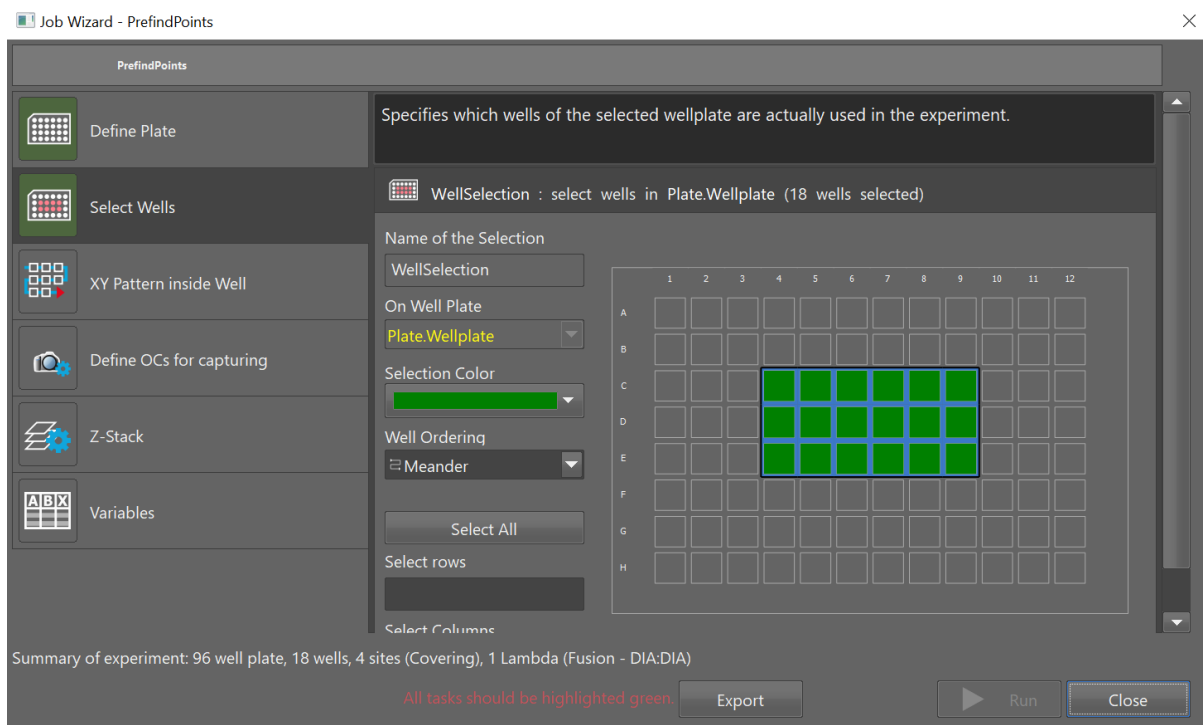 Job Wizard - PrefindPoints
PrefindPoints
Define Plate
Select Wells
XY Pattern inside Well
Define OCs for capturing
Z-Stack
ABX
Variables
Specifies which wells of the selected wellplate are actually used in the experiment.
WellSelection : select wells in Plate.Wellplate (18 wells selected)
Name of the Selection
WellSelection
On Well Plate
Plate.Wellplate
Selection Color
Well Ordering
Meander
Select All
Select rows
Select Columns
1 2 3 4 5 6 7 8 9 10 11 12
A
B
C
D
E
F
G
H
Summary of experiment: 96 well plate, 18 wells, 4 sites (Covering), 1 Lambda (Fusion - DIA:DIA)
All tasks should be highlighted green.
Export
Run
Close